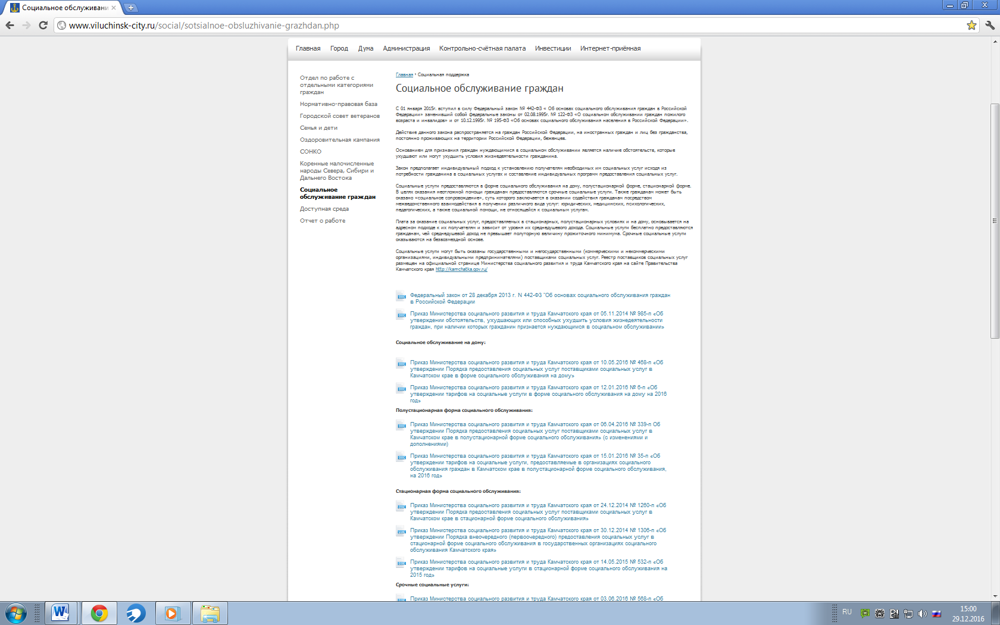 Социальное обслуживани
www.viluchinsk-city.ru/social/sotsialnoe-obsluzhivanie-grazhdan.php
Главная Город Дума Администрация Контрольно-счётная палата Инвестиции Интернет-приёмная
Отдел по работе с
отдельными категориями
граждан
Нормативно-правовая база
Городской совет ветеранов
Семья и дети
Оздоровительная кампания
СОНКО
Коренные малочисленные
народы Севера, Сибири и
Дальнего Востока
Социальное
обслуживание граждан
Доступная среда
Отчет о работе
Главная › Социальная поддержка
Социальное обслуживание граждан
С 01 января 2015г. вступил в силу Федеральный закон № 442-ФЗ « Об основах социального обслуживания граждан в Российской
Федерации» заменивший собой федеральные законы от 02.08.1995г. № 122-ФЗ «О социальном обслуживании граждан пожилого
возраста и инвалидов» и от 10.12.1995г. № 195-ФЗ «Об основах социального обслуживания населения в Российской Федерации».
Действие данного закона распространяется на граждан Российской Федерации, на иностранных граждан и лиц без гражданства,
постоянно проживающих на территории Российской Федерации, беженцев.
Основанием для признания граждан нуждающимися в социальном обслуживании является наличие обстоятельств, которые
ухудшают или могут ухудшить условия жизнедеятельности гражданина.
Закон предполагает индивидуальный подход к установлению получателям необходимых им социальных услуг исходя из
потребности гражданина в социальных услугах и составление индивидуальных программ предоставления социальных услуг.
Социальные услуги предоставляются в форме социального обслуживания на дому, полустационарной форме, стационарной форме.
В целях оказания неотложной помощи гражданам предоставляются срочные социальные услуги. Также гражданам может быть
оказано «социальное сопровождение», суть которого заключается в оказании содействия гражданам посредством
межведомственного взаимодействия в получении различного вида услуг: юридических, медицинских, психологических,
педагогических, а также социальной помощи, не относящейся к социальным услугам.
Плата за оказание социальных услуг, предоставляемых в стационарных, полустационарных условиях и на дому, основывается на
адресном подходе к их получателям и зависит от уровня их среднедушевого дохода. Социальные услуги бесплатно предоставляются
гражданам, чей среднедушевой доход не превышает полуторную величину прожиточного минимума. Срочные социальные услуги
оказываются на безвозмездной основе.
Социальные услуги могут быть оказаны государственными и негосударственными (коммерческими и некоммерческими
организациями, индивидуальными предпринимателями) поставщиками социальных услуг. Реестр поставщиков социальных услуг
размещен на официальной странице Министерства социального развития и труда Камчатского края на сайте Правительства
Камчатского края http://kamchatka.gov.ru/
Федеральный закон от 28 декабря 2013 г. N 442-ФЗ "Об основах социального обслуживания граждан
в Российской Федерации
Приказ Министерства социального развития и труда Камчатского края от 05.11.2014 № 985-п «Об
утверждении обстоятельств, ухудшающих или способных ухудшить условия жизнедеятельности
граждан, при наличии которых гражданин признается нуждающимся в социальном обслуживании»
Социальное обслуживание на дому:
Приказ Министерства социального развития и труда Камчатского края от 10.05.2016 № 468-п «Об
утверждении Порядка предоставления социальных услуг поставщиками социальных услуг в
Камчатском крае в форме социального обслуживания на дому»
Приказ Министерства социального развития и труда Камчатского края от 12.01.2016 № 6-п «Об
утверждении тарифов на социальные услуги в форме социального обслуживания на дому на 2016
год»
Полустационарная форма социального обслуживания:
Приказ Министерства социального развития и труда Камчатского края от 06.04.2016 № 339-п Об
утверждении Порядка предоставления социальных услуг поставщиками социальных услуг в
Камчатском крае в полустационарной форме социального обслуживания» (с изменениями и
дополнениями)
Приказ Министерства социального развития и труда Камчатского края от 15.01.2016 № 35-п «Об
утверждении тарифов на социальные услуги, предоставляемые в организациях социального
обслуживания граждан в Камчатском крае в полустационарной форме социального обслуживания,
на 2016 год»
Стационарная форма социального обслуживания:
Приказ Министерства социального развития и труда Камчатского края от 24.12.2014 № 1260-п «Об
утверждении Порядка предоставления социальных услуг поставщиками социальных услуг в
Камчатском крае в стационарной форме социального обслуживания»
Приказ Министерства социального развития и труда Камчатского края от 30.12.2014 № 1306-п «Об
утверждении Порядка внеочередного (первоочередного) предоставления социальных услуг в
стационарной форме социального обслуживания в государственных организациях социального
обслуживания Камчатского края»
Приказ Министерства социального развития и труда Камчатского края от 14.05.2015 № 532-п «Об
утверждении тарифов на социальные услуги в стационарной форме социального обслуживания на
2015 год»
Срочные социальные услуги:
Приказ Министерства социального развития и труда Камчатского края от 03.06.2016 № 568-п «Об
RU
15:00
29.12.2016